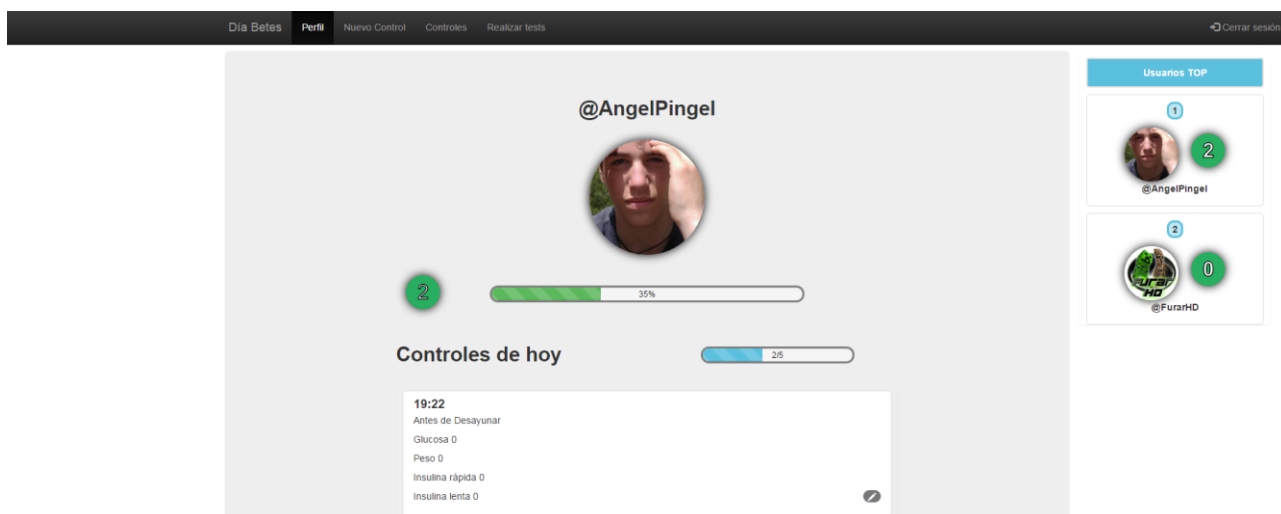 Día Betes Perfil Nuevo Control Controles Realizar tests Cerrar sesión
@AngelPingel
2 35%
Controles de hoy 2/5
19:22
Antes de Desayunar
Glucosa 0
Peso 0
Insulina rápida 0
Insulina lenta 0
Usuarios TOP
1
2
@AngelPingel
2
FURAR
HD
0
@FurarHD